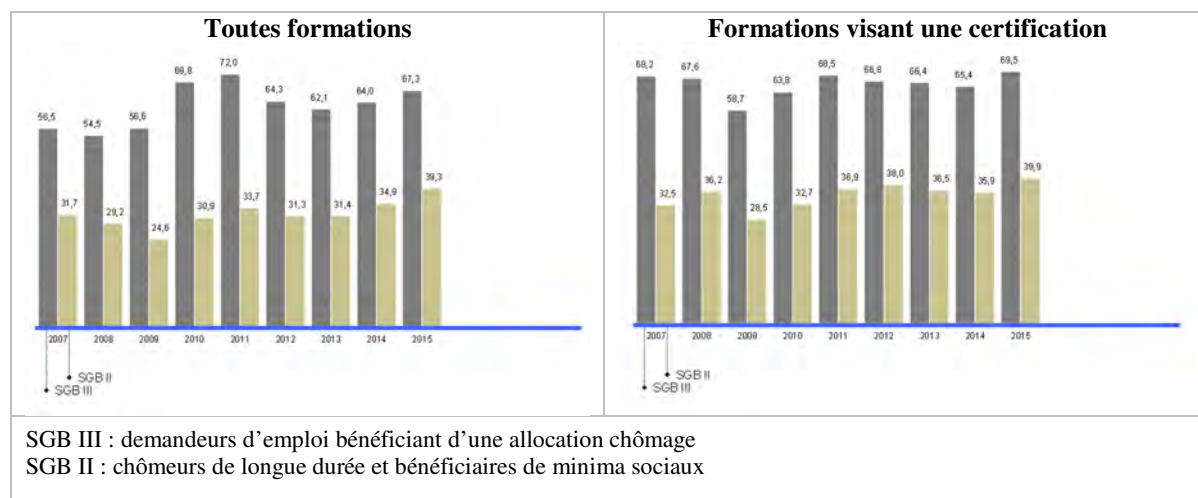 Toutes formations
56,5 54,5 56,6 69,8 72,0 64,3 62,1 64,0 67,3
31,7 29,2 24,8 30,9 33,7 31,3 31,4 34,9 39,3
2007 2008 2009 2010 2011 2012 2013 2014 2015
SGB II
SGB III
Formations visant une certification
68,2 67,6 58,7 63,8 68,5 66,8 66,4 65,4 69,5
32,5 36,2 28,5 32,7 36,9 38,0 36,5 35,9 39,9
2007 2008 2009 2010 2011 2012 2013 2014 2015
SGB II
SGB III
SGB III : demandeurs d’emploi bénéficiant d’une allocation chômage
SGB II : chômeurs de longue durée et bénéficiaires de minima sociaux